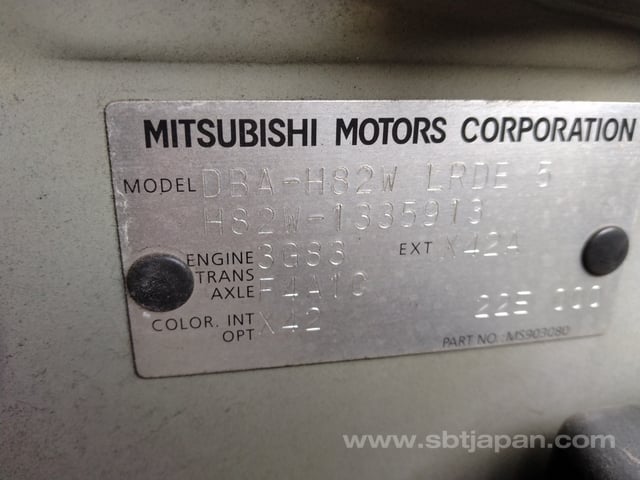 MITSUBISHI MOTORS CORPORATION
MODEL DBA-H82W LRDE 5
H82W-1335913
ENGINE 3G83 EXT X42A
TRANS AXLE F4A1C
COLOR. INT OPT X42 22E 000
PART NO. MS903080
www.sbtjapan.com